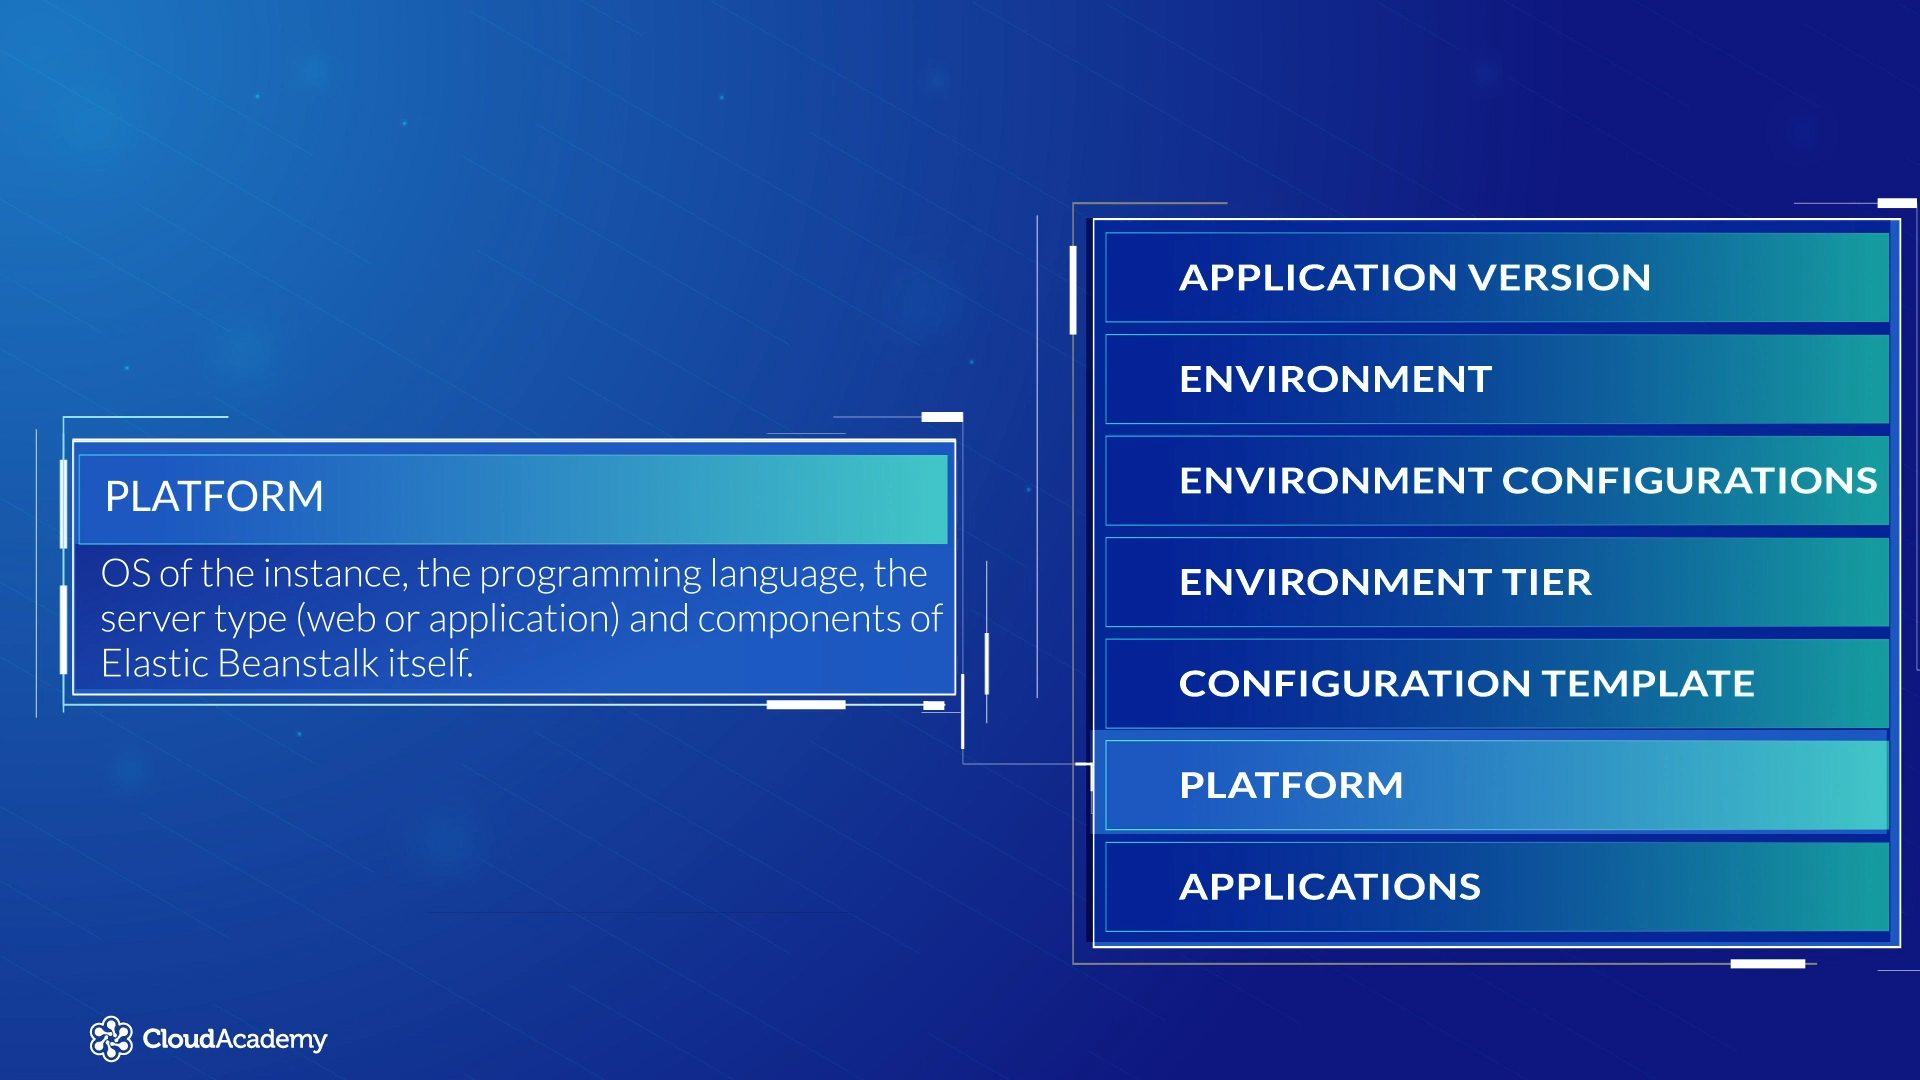 PLATFORM
OS of the instance, the programming language, the
server type (web or application) and components of
Elastic Beanstalk itself.
APPLICATION VERSION
ENVIRONMENT
ENVIRONMENT CONFIGURATIONS
ENVIRONMENT TIER
CONFIGURATION TEMPLATE
PLATFORM
APPLICATIONS
CloudAcademy